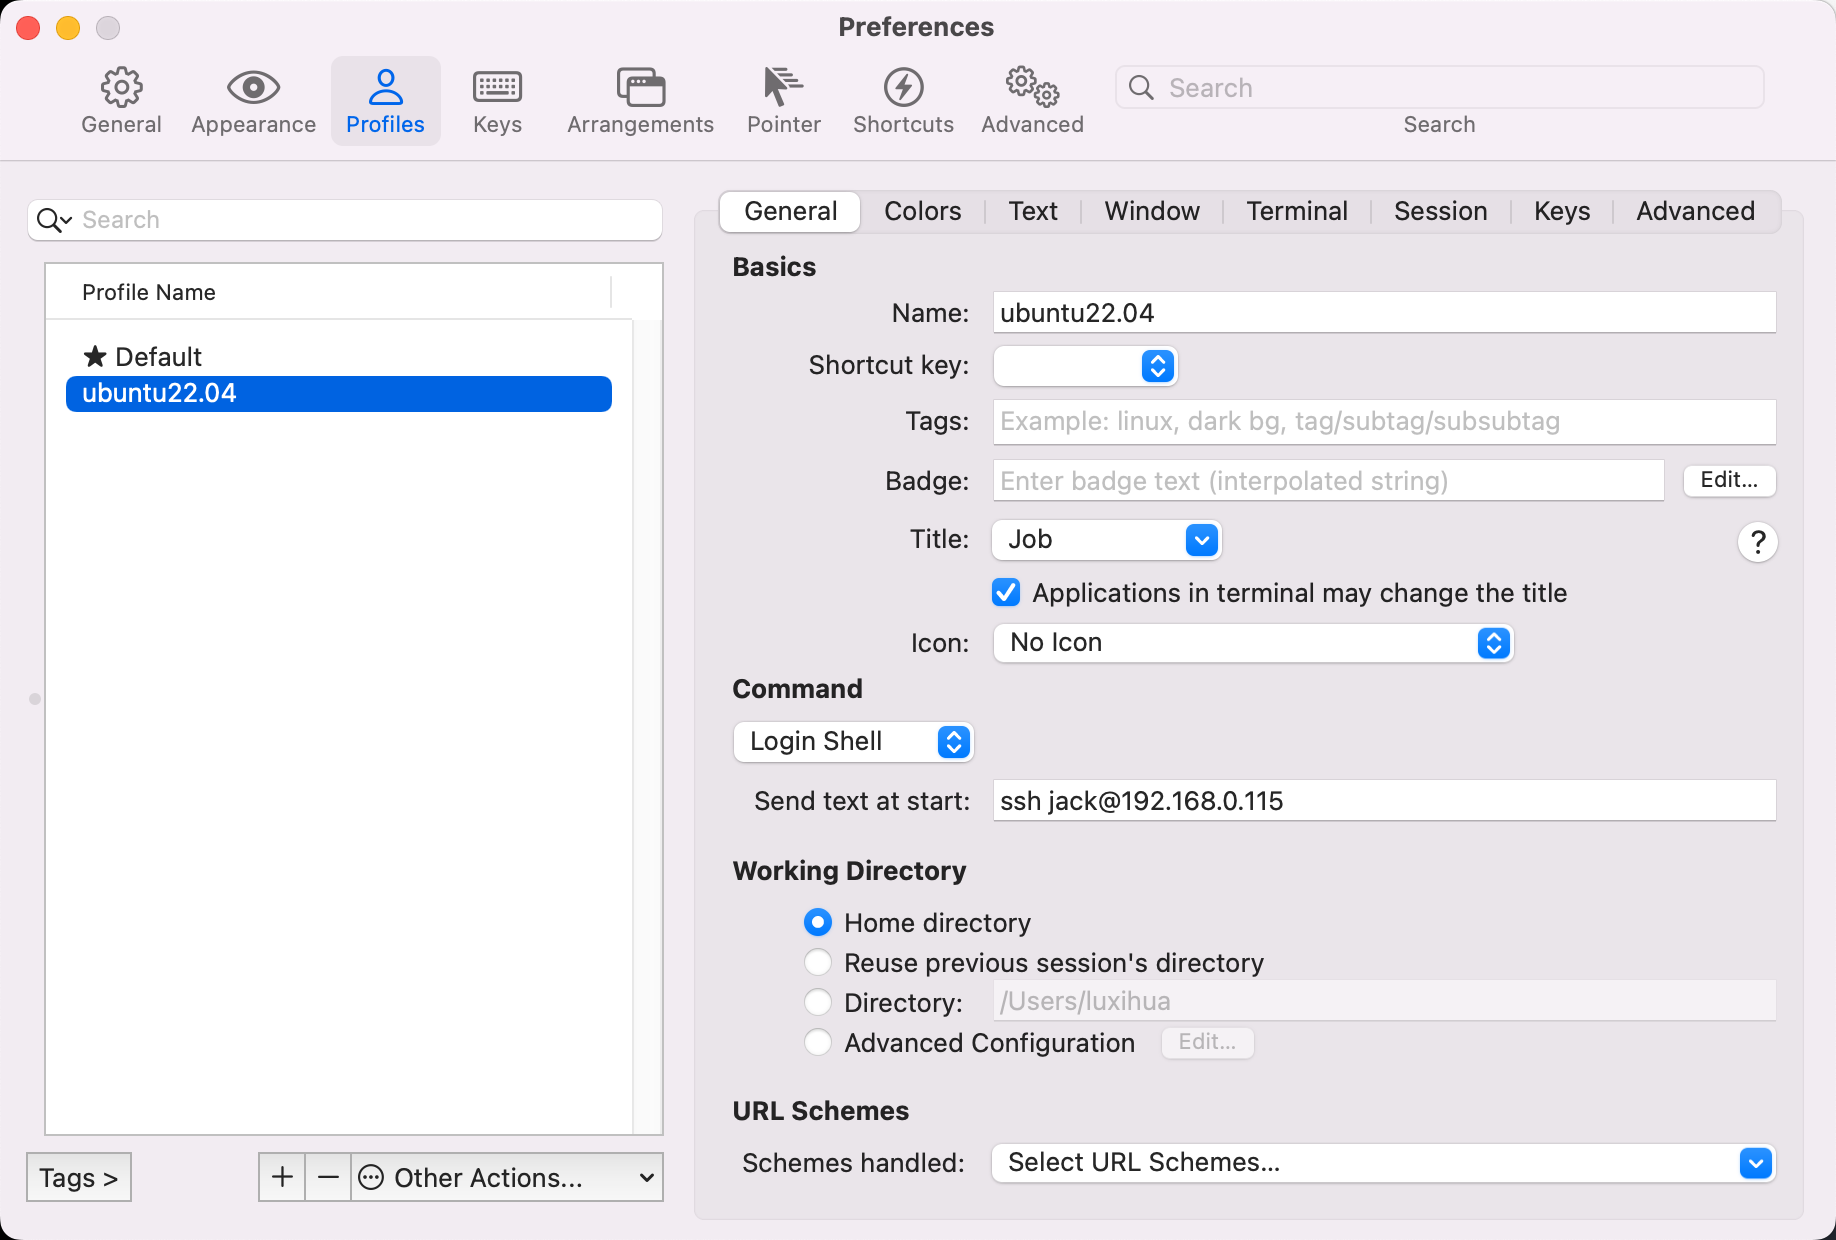 Preferences
General
Appearance
Profiles
Keys
Arrangements
Pointer
Shortcuts
Advanced
Search
Search
Search
Profile Name
★ Default
ubuntu22.04
Tags >
+ − Other Actions...
General Colors Text Window Terminal Session Keys Advanced
Basics
Name: ubuntu22.04
Shortcut key:
Tags: Example: linux, dark bg, tag/subtag/subsubtag
Badge: Enter badge text (interpolated string) Edit...
Title: Job ?
Applications in terminal may change the title
Icon: No Icon
Command
Login Shell
Send text at start: ssh jack@192.168.0.115
Working Directory
Home directory
Reuse previous session's directory
Directory: /Users/luxihua
Advanced Configuration Edit...
URL Schemes
Schemes handled: Select URL Schemes...